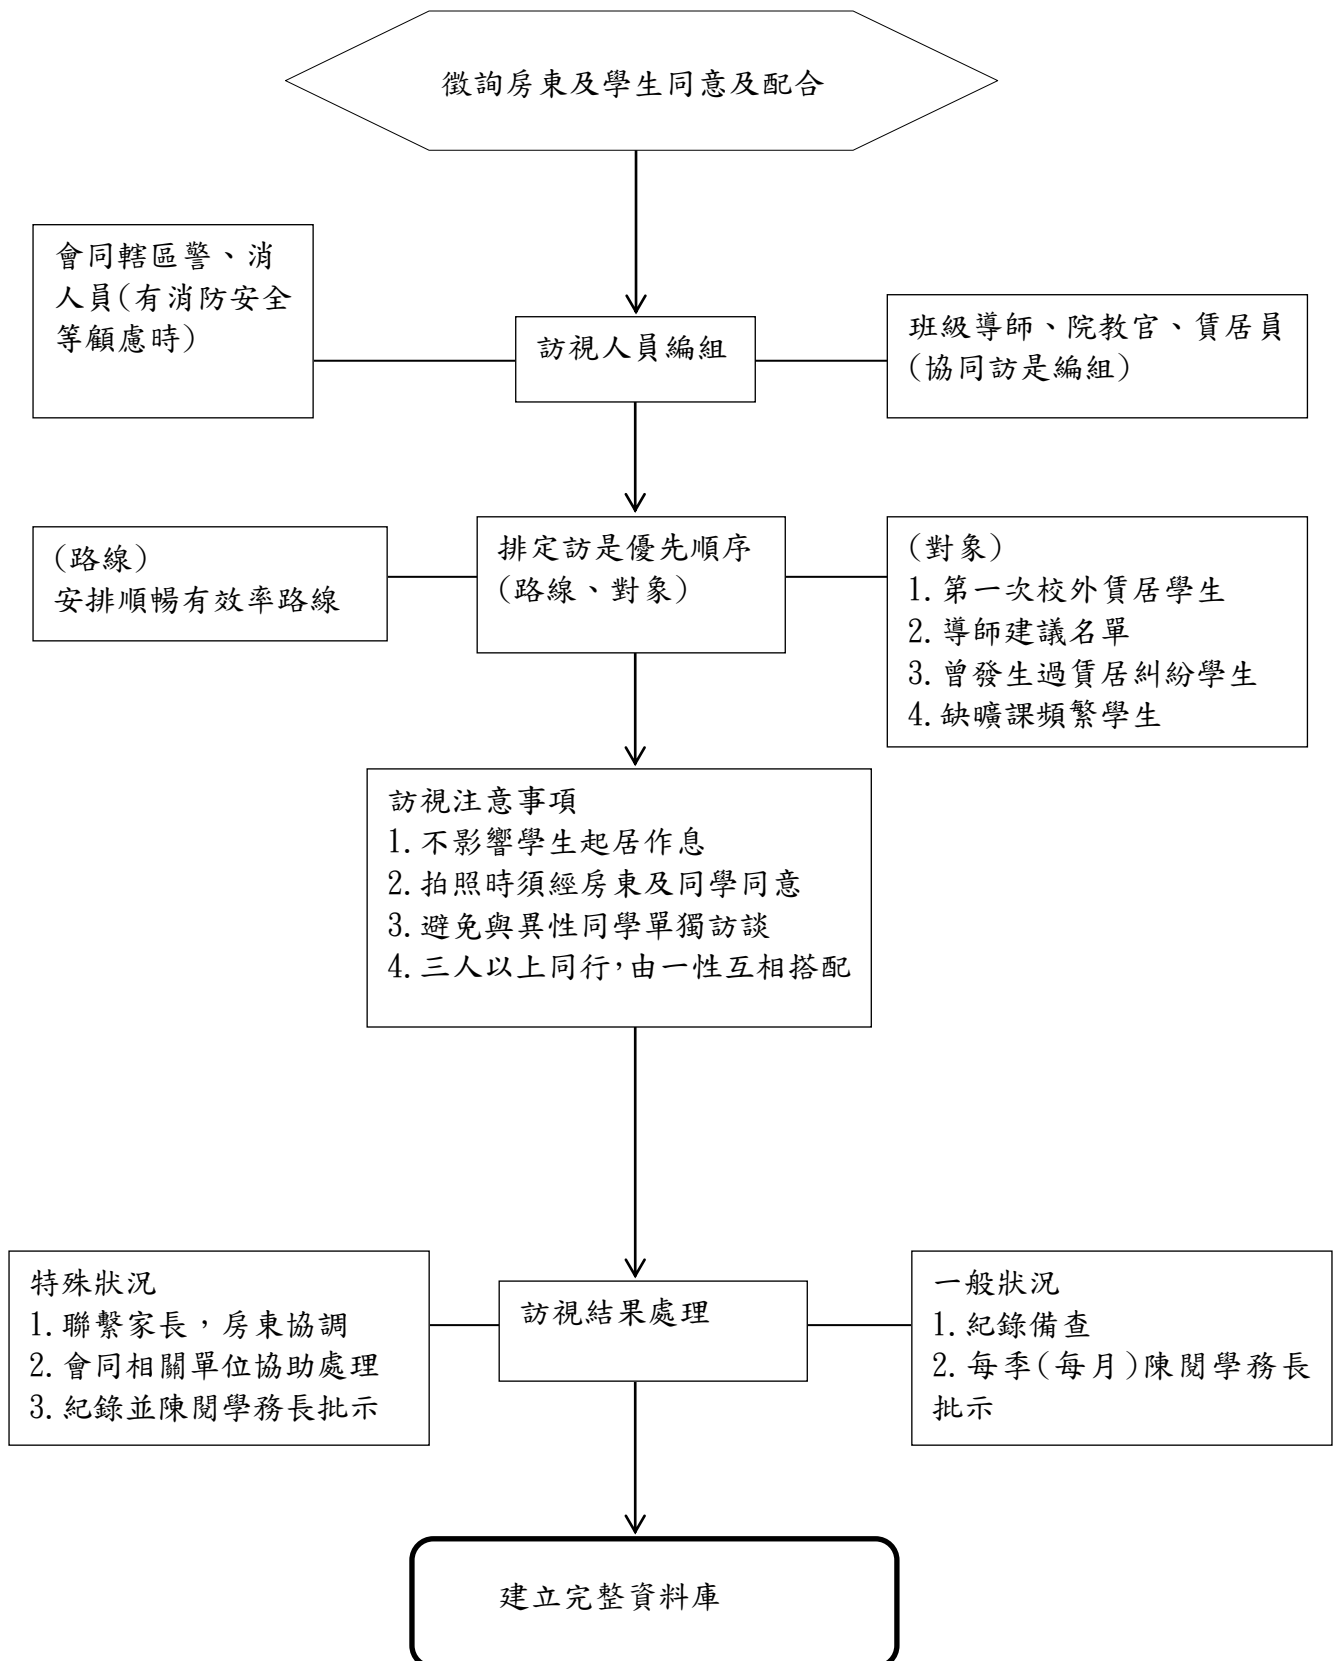 徵詢房東及學生同意及配合
會同轄區警、消
人員(有消防安全
等顧慮時)
訪視人員編組
班級導師、院教官、賃居員
(協同訪是編組)
(路線)
安排順暢有效率路線
排定訪是優先順序
(路線、對象)
(對象)
1.第一次校外賃居學生
2.導師建議名單
3.曾發生過賃居糾紛學生
4.缺曠課頻繁學生
訪視注意事項
1.不影響學生起居作息
2.拍照時須經房東及同學同意
3.避免與異性同學單獨訪談
4.三人以上同行,由一性互相搭配
特殊狀況
1.聯繫家長，房東協調
2.會同相關單位協助處理
3.紀錄並陳閱學務長批示
訪視結果處理
一般狀況
1.紀錄備查
2.每季(每月)陳閱學務長
批示
建立完整資料庫